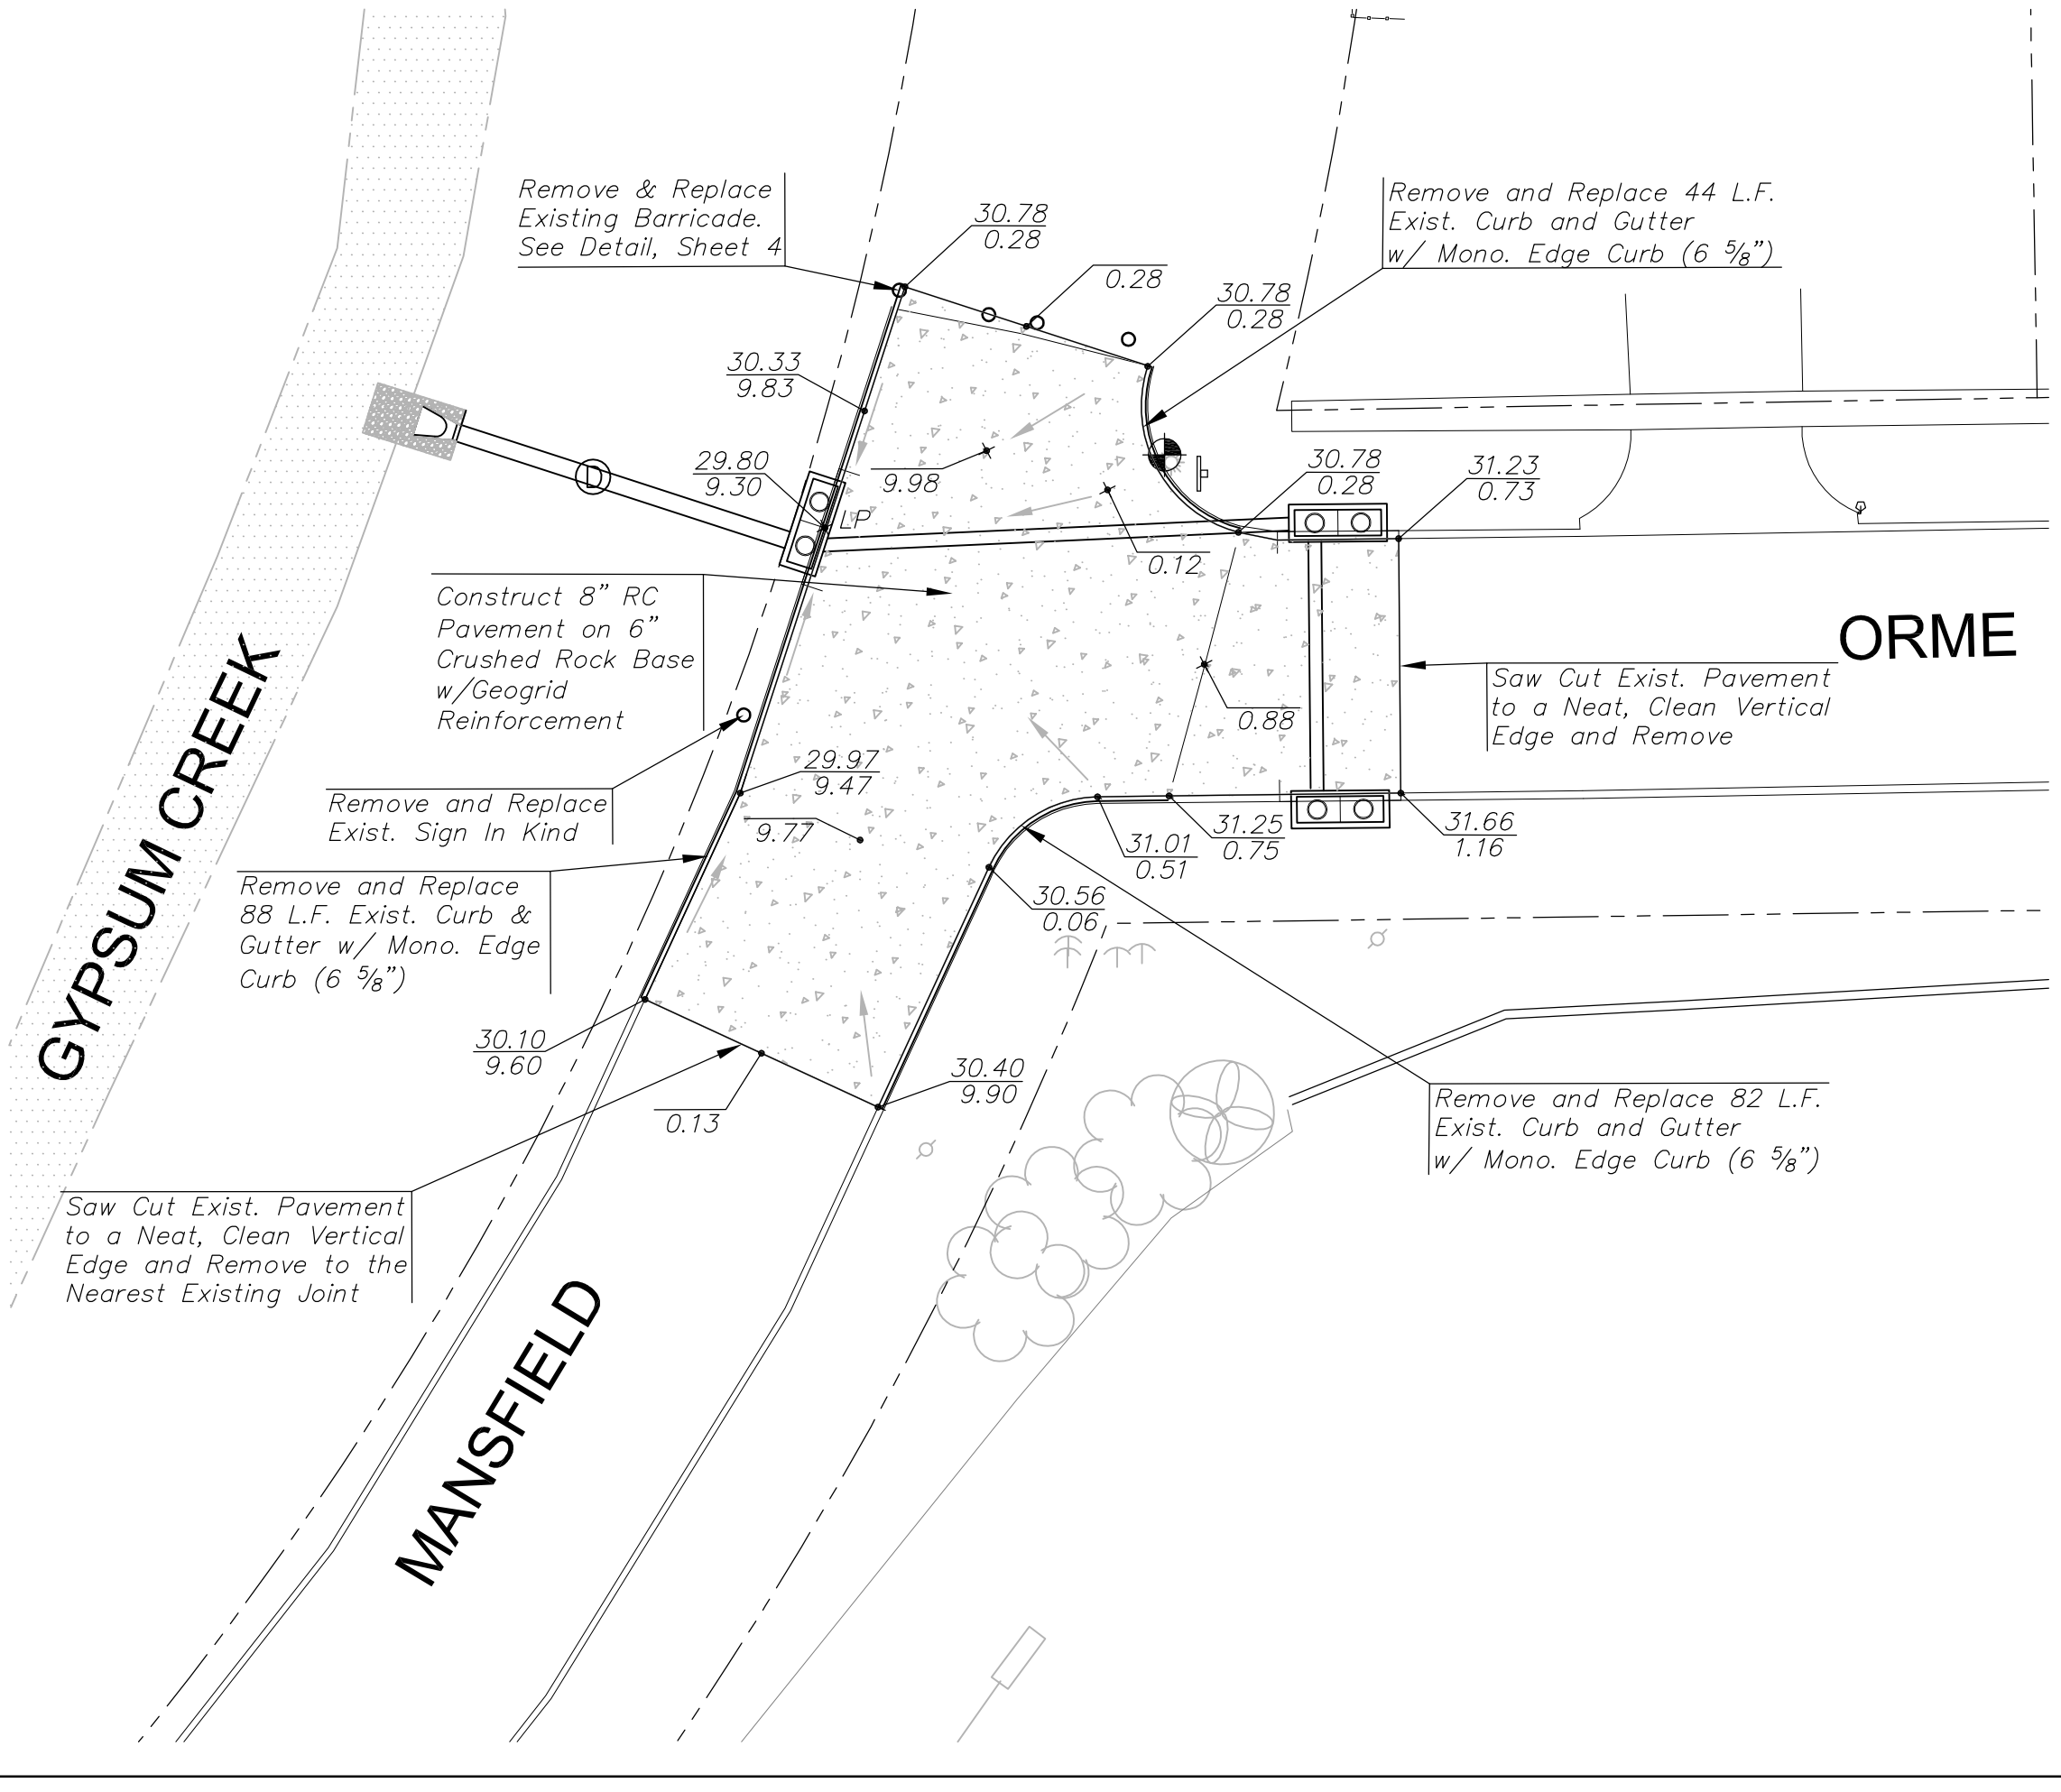 Remove & Replace
Existing Barricade.
See Detail, Sheet 4
30.78
0.28
0.28
30.78
0.28
Remove and Replace 44 L.F.
Exist. Curb and Gutter
w/ Mono. Edge Curb (6 5/8")
30.33
9.83
29.80
9.30
LP
9.98
30.78
0.28
31.23
0.73
D
0.12
Construct 8" RC
Pavement on 6"
Crushed Rock Base
w/Geogrid
Reinforcement
ORME
Saw Cut Exist. Pavement
to a Neat, Clean Vertical
Edge and Remove
0.88
GYPSUM CREEK
29.97
9.47
Remove and Replace
Exist. Sign In Kind
9.77
31.25
0.75
31.01
0.51
31.66
1.16
Remove and Replace
88 L.F. Exist. Curb &
Gutter w/ Mono. Edge
Curb (6 5/8")
30.56
0.06
30.10
9.60
30.40
9.90
0.13
Remove and Replace 82 L.F.
Exist. Curb and Gutter
w/ Mono. Edge Curb (6 5/8")
Saw Cut Exist. Pavement
to a Neat, Clean Vertical
Edge and Remove to the
Nearest Existing Joint
MANSFIELD